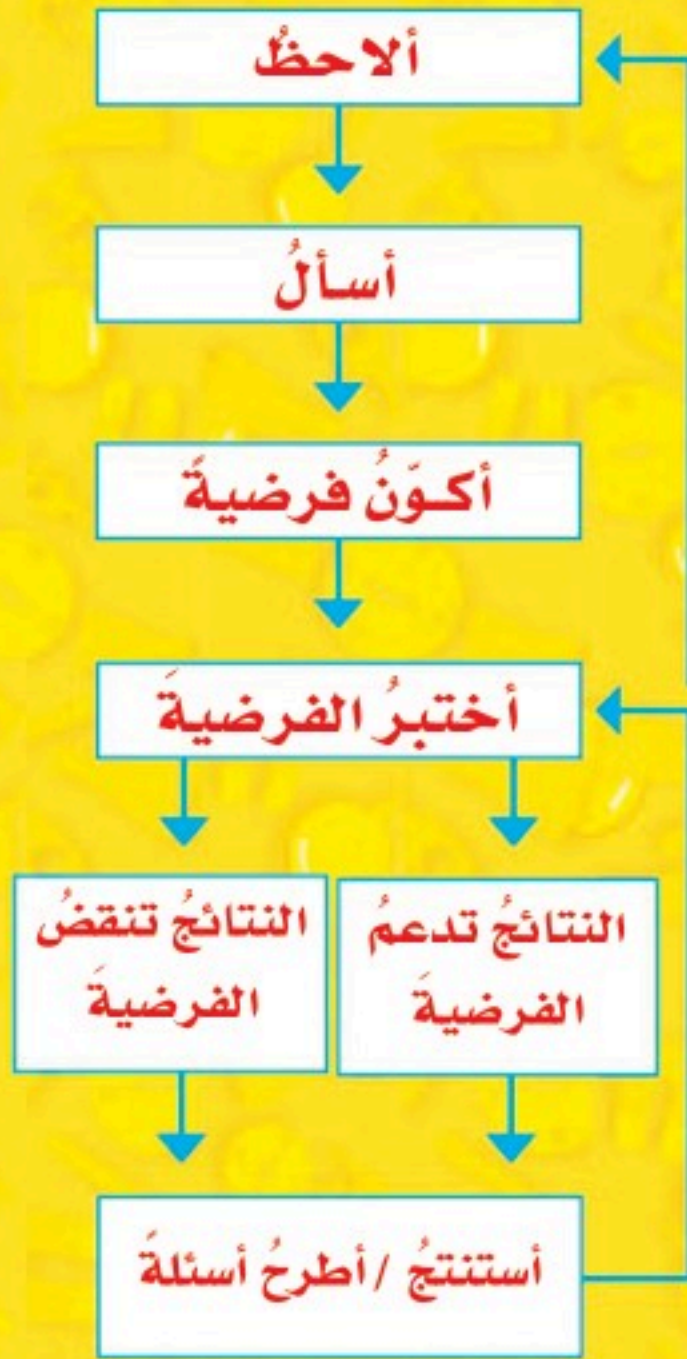 ألاحظُ
أسألُ
أكوّنُ فرضيةً
أختبرُ الفرضيةَ
النتائجُ تدعمُ
الفرضيةَ
النتائجُ تنقضُ
الفرضيةَ
أستنتجُ / أطرحُ أسئلةً